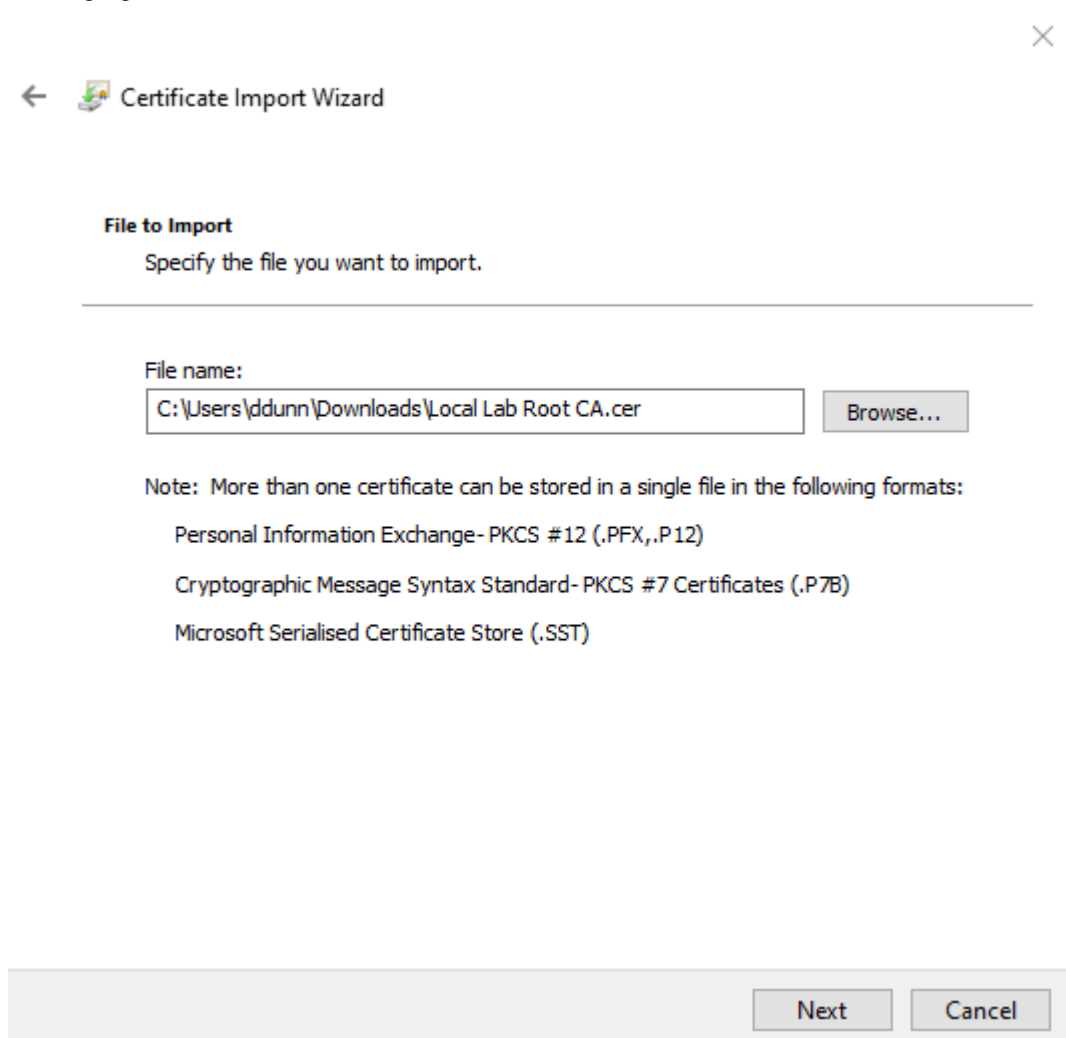 Certificate Import Wizard
File to Import
Specify the file you want to import.
File name:
C:\Users\ddunn\Downloads\Local Lab Root CA.cer
Browse...
Note: More than one certificate can be stored in a single file in the following formats:
Personal Information Exchange- PKCS #12 (.PFX,.P12)
Cryptographic Message Syntax Standard- PKCS #7 Certificates (.P7B)
Microsoft Serialised Certificate Store (.SST)
Next
Cancel